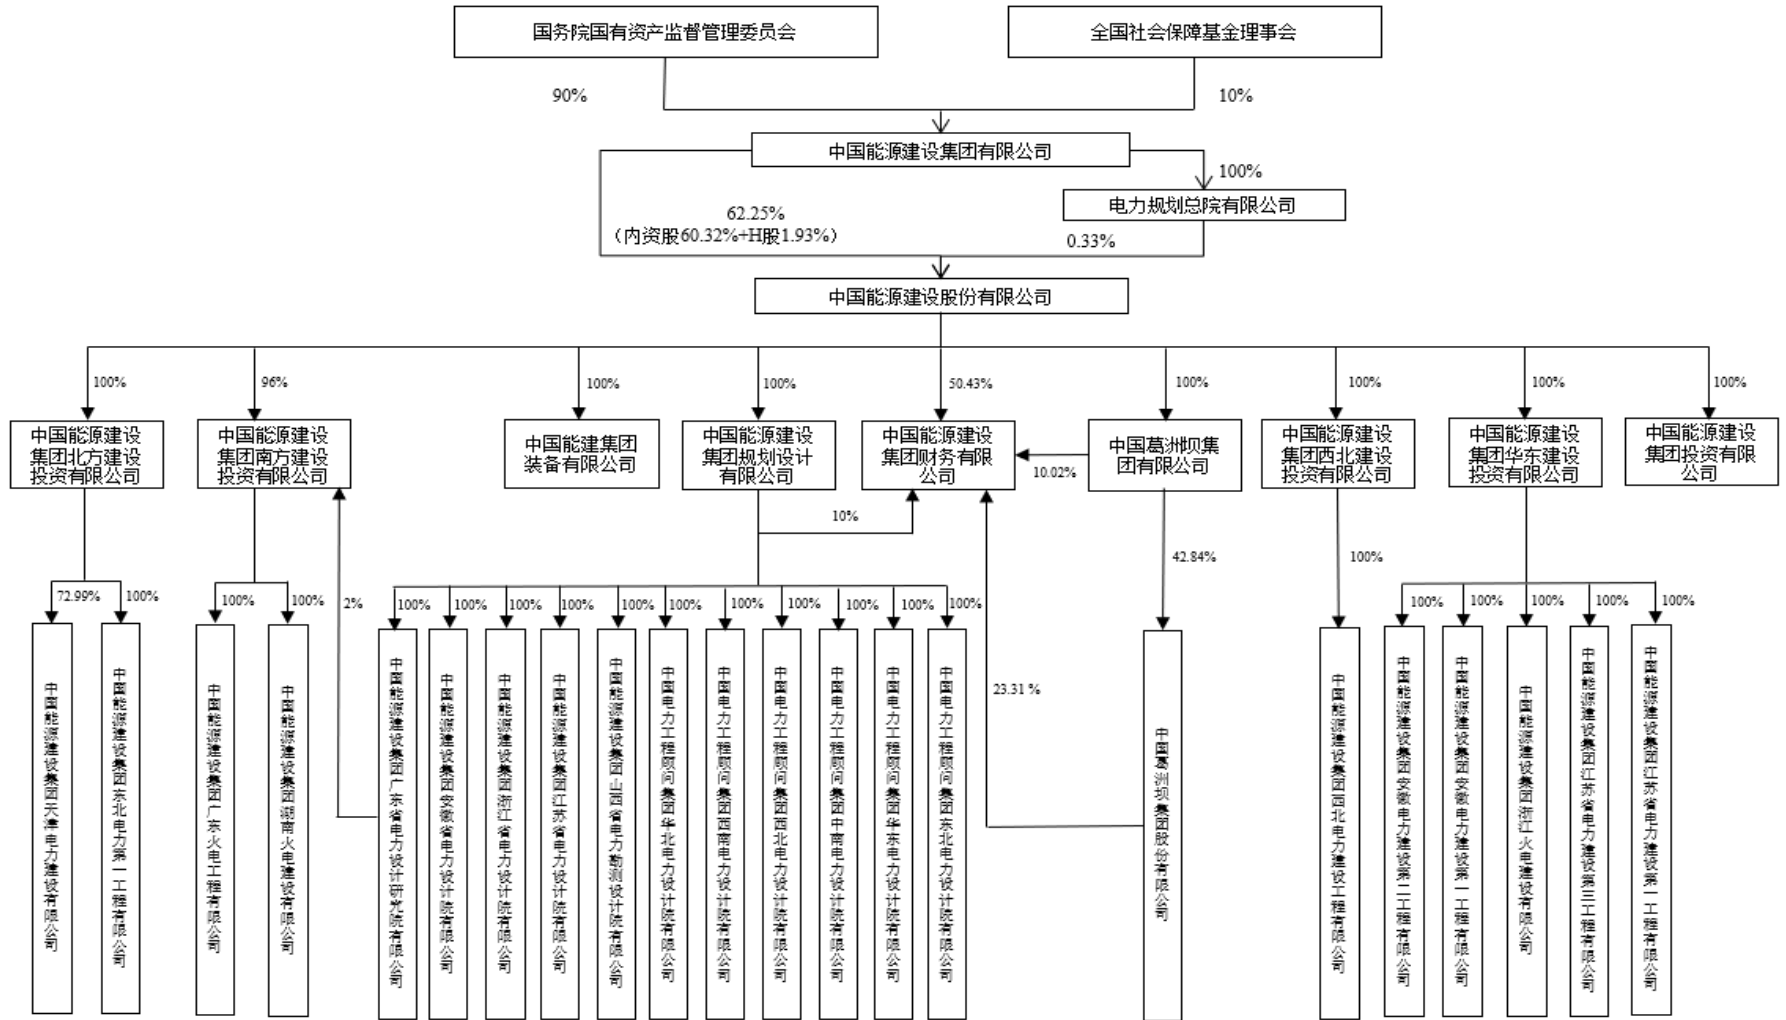 国务院国有资产监督管理委员会
全国社会保障基金理事会
90%
10%
中国能源建设集团有限公司
100%
电力规划总院有限公司
62.25%
（内资股60.32%+H股1.93%）
0.33%
中国能源建设股份有限公司
100%
96%
100%
100%
50.43%
100%
100%
100%
100%
中国能源建设
集团北方建设
投资有限公司
中国能源建设
集团南方建设
投资有限公司
中国能建集团
装备有限公司
中国能源建设
集团规划设计
有限公司
中国能源建设
集团财务有限
公司
10.02%
中国葛洲坝集
团有限公司
中国能源建设
集团西北建设
投资有限公司
中国能源建设
集团华东建设
投资有限公司
中国能源建设
集团投资有限
公司
10%
42.84%
100%
72.99%
100%
100%
100%
2%
100%
100%
100%
100%
100%
100%
100%
100%
100%
100%
100%
23.31 %
100%
100%
100%
100%
100%
中国能源建设集团天津电力建设有限公司
中国能源建设集团东北电力第一工程有限公司
中国能源建设集团广东火电工程有限公司
中国能源建设集团湖南火电建设有限公司
中国能源建设集团广东省电力设计研究院有限公司
中国能源建设集团安徽省电力设计院有限公司
中国能源建设集团浙江省电力设计院有限公司
中国能源建设集团江苏省电力设计院有限公司
中国能源建设集团山西省电力勘测设计院有限公司
中国电力工程顾问集团华北电力设计院有限公司
中国电力工程顾问集团西南电力设计院有限公司
中国电力工程顾问集团西北电力设计院有限公司
中国电力工程顾问集团中南电力设计院有限公司
中国电力工程顾问集团华东电力设计院有限公司
中国电力工程顾问集团东北电力设计院有限公司
中国葛洲坝集团股份有限公司
中国能源建设集团西北电力建设工程有限公司
中国能源建设集团安徽电力建设第二工程有限公司
中国能源建设集团安徽电力建设第一工程有限公司
中国能源建设集团浙江火电建设有限公司
中国能源建设集团江苏省电力建设第三工程有限公司
中国能源建设集团江苏省电力建设第一工程有限公司